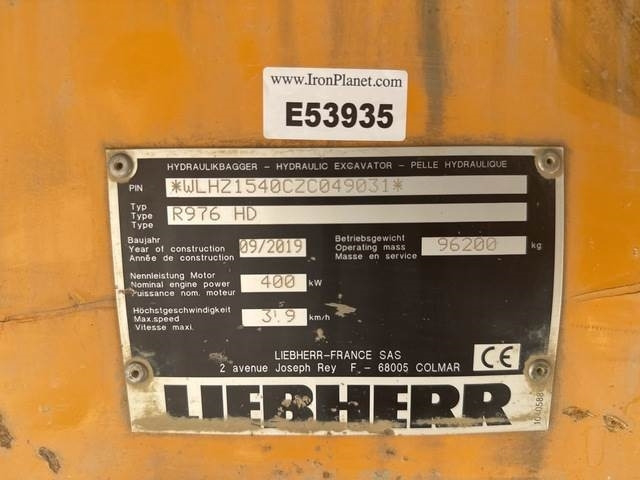 www.IronPlanet.com
E53935
HYDRAULIKBAGGER - HYDRAULIC EXCAVATOR - PELLE HYDRAULIQUE
PIN *WLHZ1540CZC049031*
Typ
Type R976 HD
Type
Baujahr
Year of construction 09/2019
Année de construction
Betriebsgewicht
Operating mass 96200 kg
Masse en service
Nennleistung Motor
Nominal engine power 400 kW
Puissance nom. moteur
Höchstgeschwindigkeit
Max.speed 3.9 km/h
Vitesse maxi.
LIEBHERR-FRANCE SAS
2 avenue Joseph Rey F - 68005 COLMAR
CE
LIEBHERR